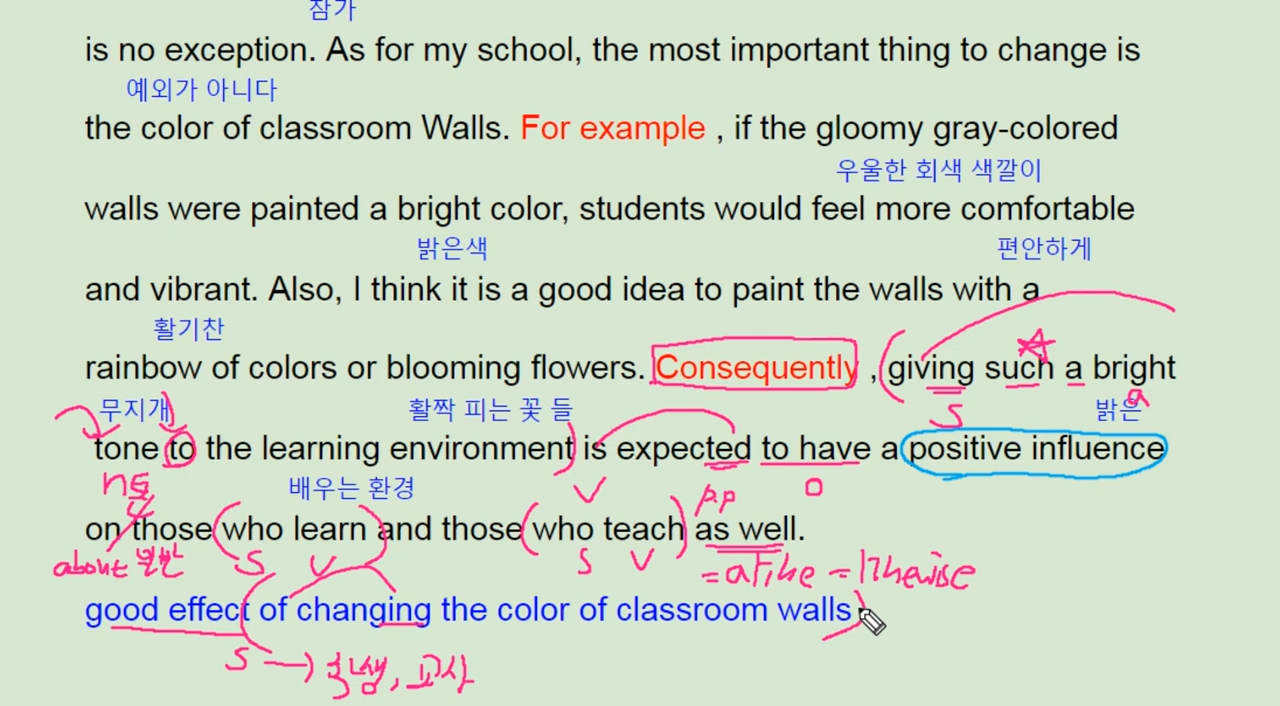 참가
is no exception. As for my school, the most important thing to change is
예외가 아니다
the color of classroom Walls. For example , if the gloomy gray-colored
우울한 회색 색깔이
walls were painted a bright color, students would feel more comfortable
밝은색 편안하게
and vibrant. Also, I think it is a good idea to paint the walls with a
활기찬
rainbow of colors or blooming flowers. Consequently , giving such a bright
무지개 활짝 피는 꽃 들 S 밝은 a
tone to the learning environment is expected to have a positive influence
n 배우는 환경 V p.p O
on those who learn and those who teach as well.
about S V S V = alike = likewise
good effect of changing the color of classroom walls
S → 학생, 교사